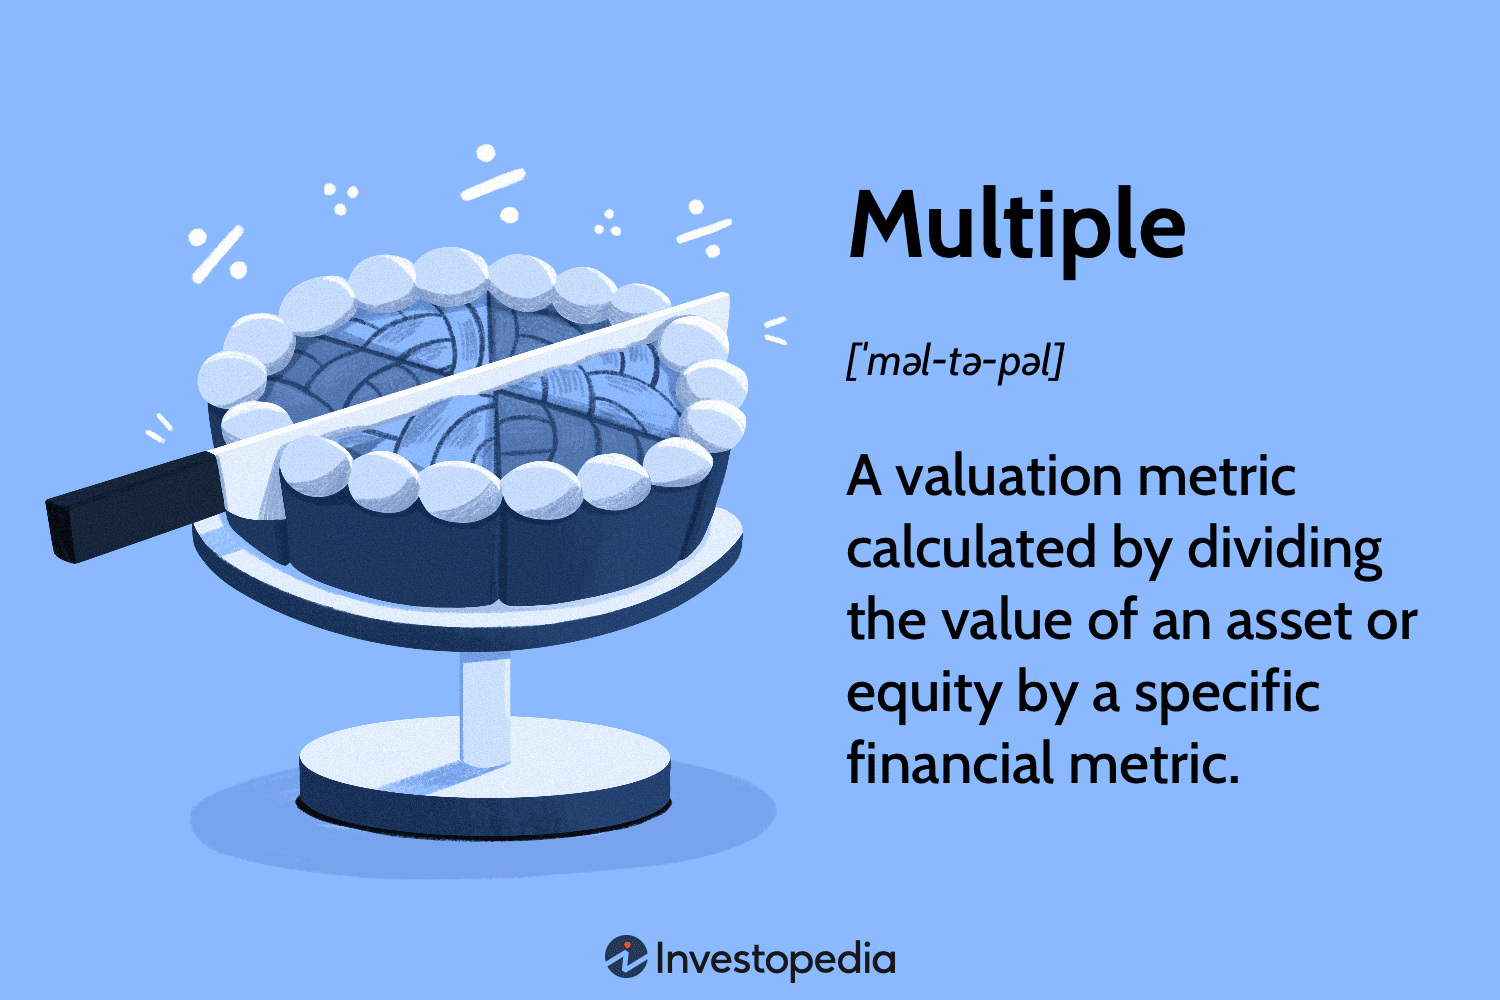 Multiple
[ˈməl-tə-pəl]
A valuation metric
calculated by dividing
the value of an asset or
equity by a specific
financial metric.
Investopedia